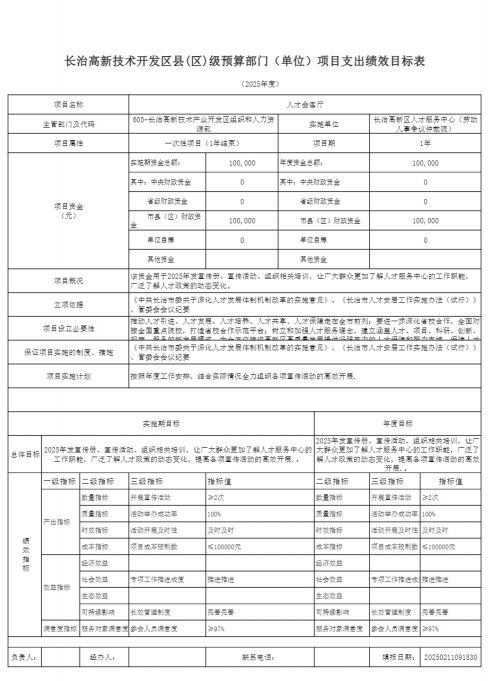 长治高新技术开发区县(区)级预算部门（单位）项目支出绩效目标表
（2025年度）
项目名称 人才会客厅
主管部门及代码 605-长治高新技术产业开发区组织和人力资源部 实施单位 长治高新区人才服务中心（劳动人事争议仲裁院）
项目属性 一次性项目（1年结束） 项目期 1年
项目资金（元） 实施期资金总额： 100,000 年度资金总额： 100,000
其中：中央财政资金 0 其中：中央财政资金 0
省级财政资金 0 省级财政资金 0
市县（区）财政资金 100,000 市县（区）财政资金 100,000
单位自筹 0 单位自筹 0
其他资金 其他资金
项目概况 该资金用于2025年发宣传册、宣传活动、组织相关培训，让广大群众更加了解人才服务中心的工作职能，
广泛了解人才政策的动态变化。
立项依据 《中共长治市委关于深化人才发展体制机制改革的实施意见》、《长治市人才安居工作实施办法（试行）》
、管委会会议纪要
项目设立必要性 推动人才引进、人才发展、人才培养、人才共享、人才保障走在全市前列；要进一步深化省校合作，全面对
接全国重点院校，打造省校合作示范平台；树立和加强人才服务理念，建立涵盖人才、项目、科研、创新、
保证项目实施的制度、措施 《中共长治市委关于深化人才发展体制机制改革的实施意见》、《长治市人才安居工作实施办法（试行）》
、管委会会议纪要
项目实施计划 按照年度工作安排，结合实际情况全力组织各项宣传活动的高效开展.
实施期目标 年度目标
总体目标 2025年发宣传册、宣传活动、组织相关培训，让广大群众更加了解人才服务中心的工作职能，广泛了解人才政策的动态变化，提高各项宣传活动的高效开展.. 2025年发宣传册、宣传活动、组织相关培训，让广大群众更加了解人才服务中心的工作职能，广泛了解人才政策的动态变化，提高各项宣传活动的高效开展..
绩效指标 一级指标 二级指标 三级指标 指标值 二级指标 三级指标 指标值
产出指标 数量指标 开展宣传活动 ≥2次 数量指标 开展宣传活动 ≥2次
质量指标 活动举办成功率 100% 质量指标 活动举办成功率 100%
时效指标 活动开展及时性 及时及时 时效指标 活动开展及时性 及时及时
成本指标 项目成本控制数 ≤100000元 成本指标 项目成本控制数 ≤100000元
效益指标 经济效益 经济效益
社会效益 专项工作推进成度 推进推进 社会效益 专项工作推进成 推进推进
生态效益 生态效益
可持续影响 长效管理制度 完善完善 可持续影响 长效管理制度 完善完善
满意度指标 服务对象满意度 参会人员满意度 ≥97% 服务对象满意度 参会人员满意度 ≥97%
负责人： 经办人： 联系电话： 填报日期： 20250211091830